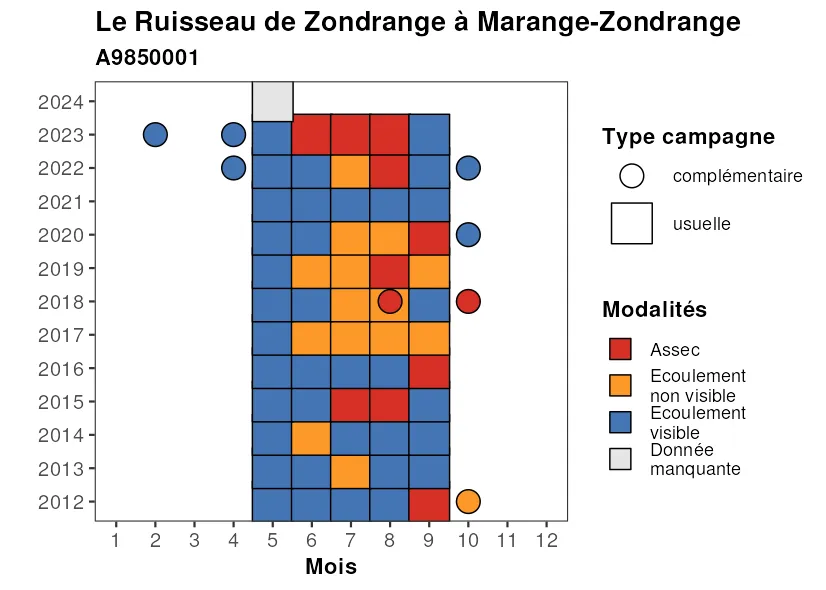 Le Ruisseau de Zondrange à Marange-Zondrange
A9850001
2024
2023
2022
2021
2020
2019
2018
2017
2016
2015
2014
2013
2012
1 2 3 4 5 6 7 8 9 10 11 12
Mois
Type campagne
complémentaire
usuelle
Modalités
Assec
Ecoulement
non visible
Ecoulement
visible
Donnée
manquante